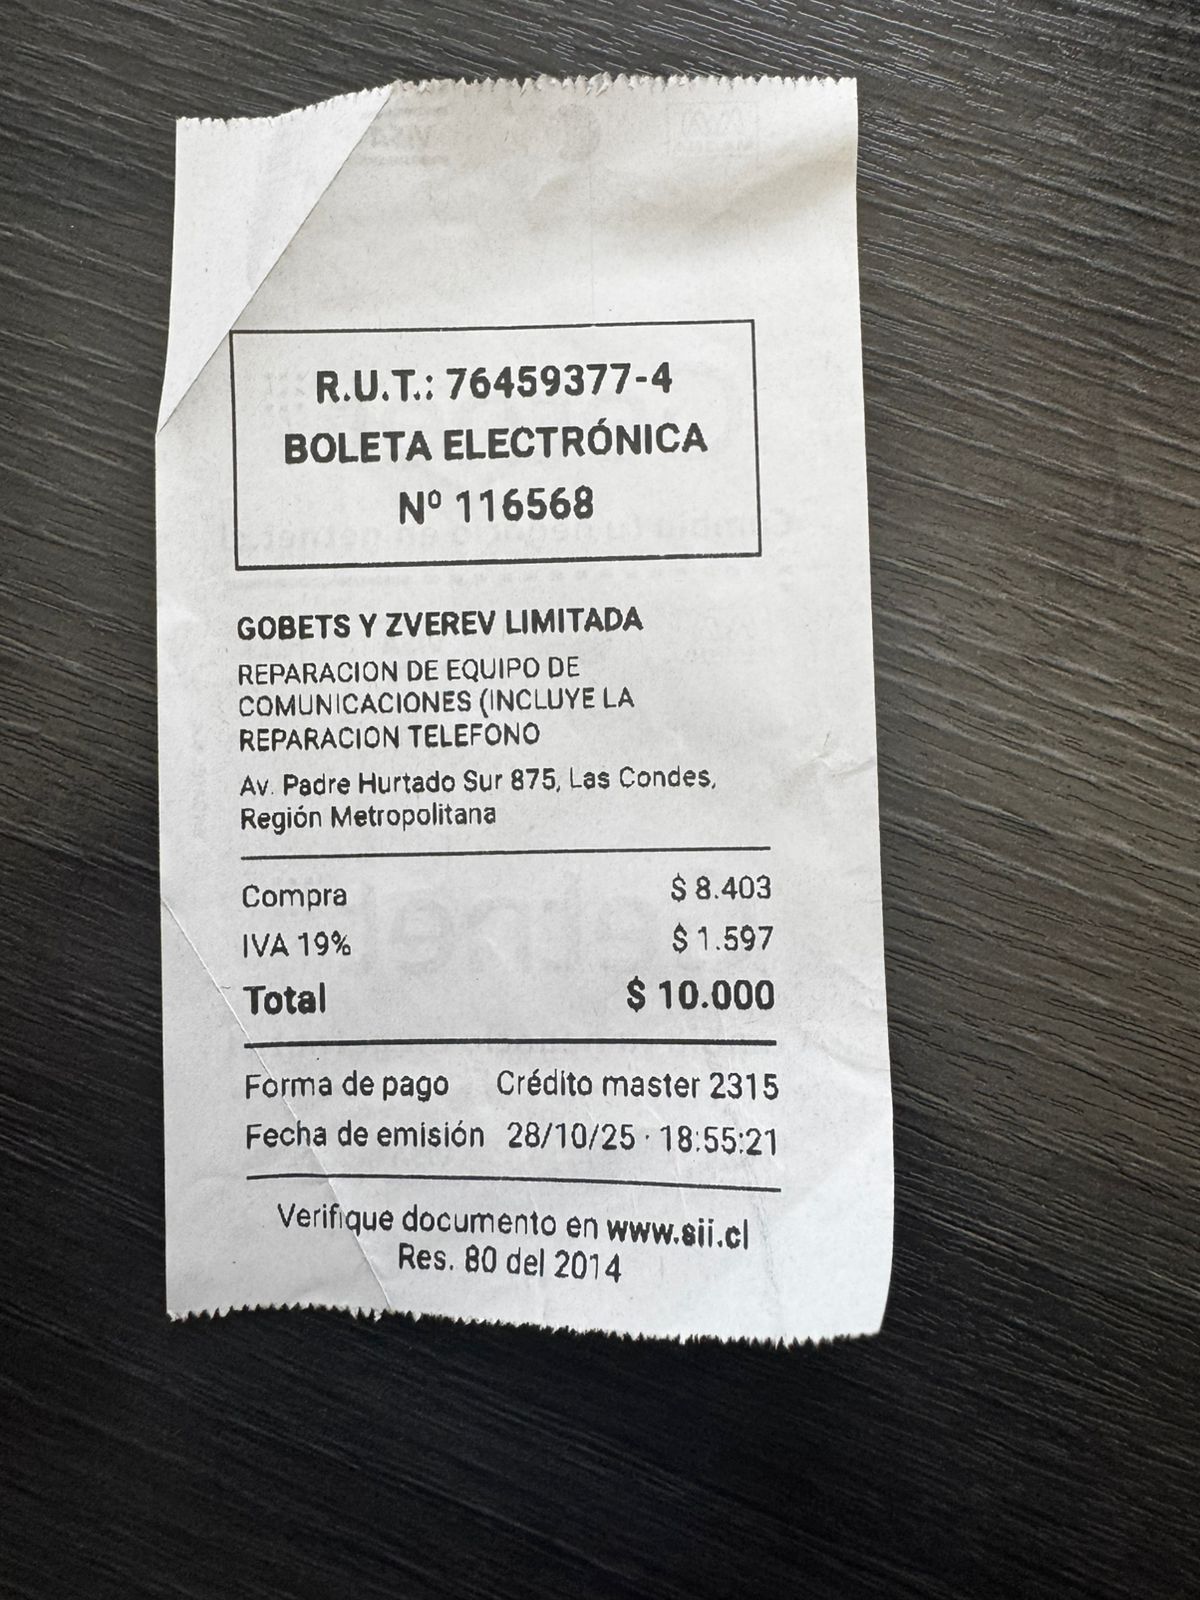 R.U.T.: 76459377-4
BOLETA ELECTRÓNICA
Nº 116568
GOBETS Y ZVEREV LIMITADA
REPARACION DE EQUIPO DE
COMUNICACIONES (INCLUYE LA
REPARACION TELEFONO
Av. Padre Hurtado Sur 875, Las Condes,
Región Metropolitana
Compra $ 8.403
IVA 19% $ 1.597
Total $ 10.000
Forma de pago Crédito master 2315
Fecha de emisión 28/10/25 · 18:55:21
Verifique documento en www.sii.cl
Res. 80 del 2014